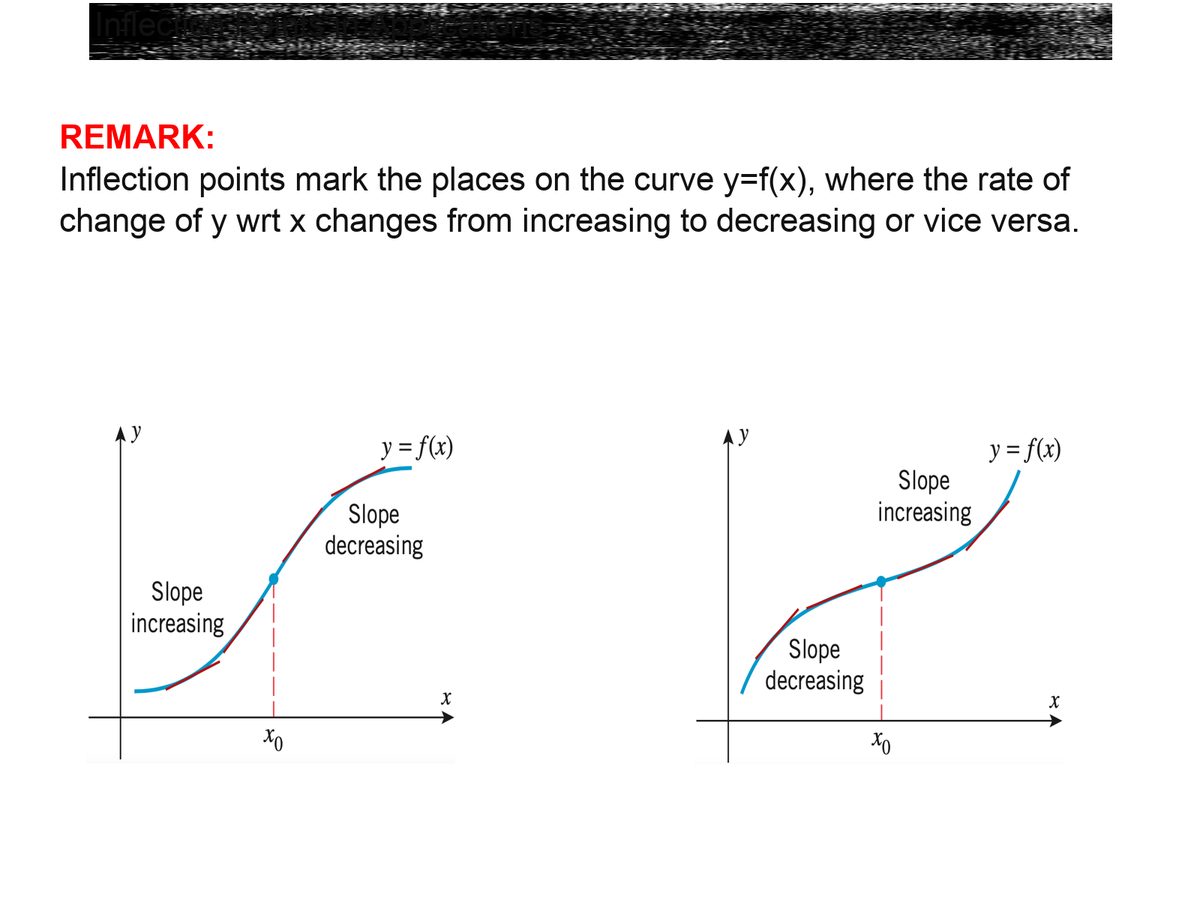 REMARK:
Inflection points mark the places on the curve y=f(x), where the rate of
change of y wrt x changes from increasing to decreasing or vice versa.
y
y = f(x)
Slope
decreasing
Slope
increasing
x
x₀
y
y = f(x)
Slope
increasing
Slope
decreasing
x
x₀